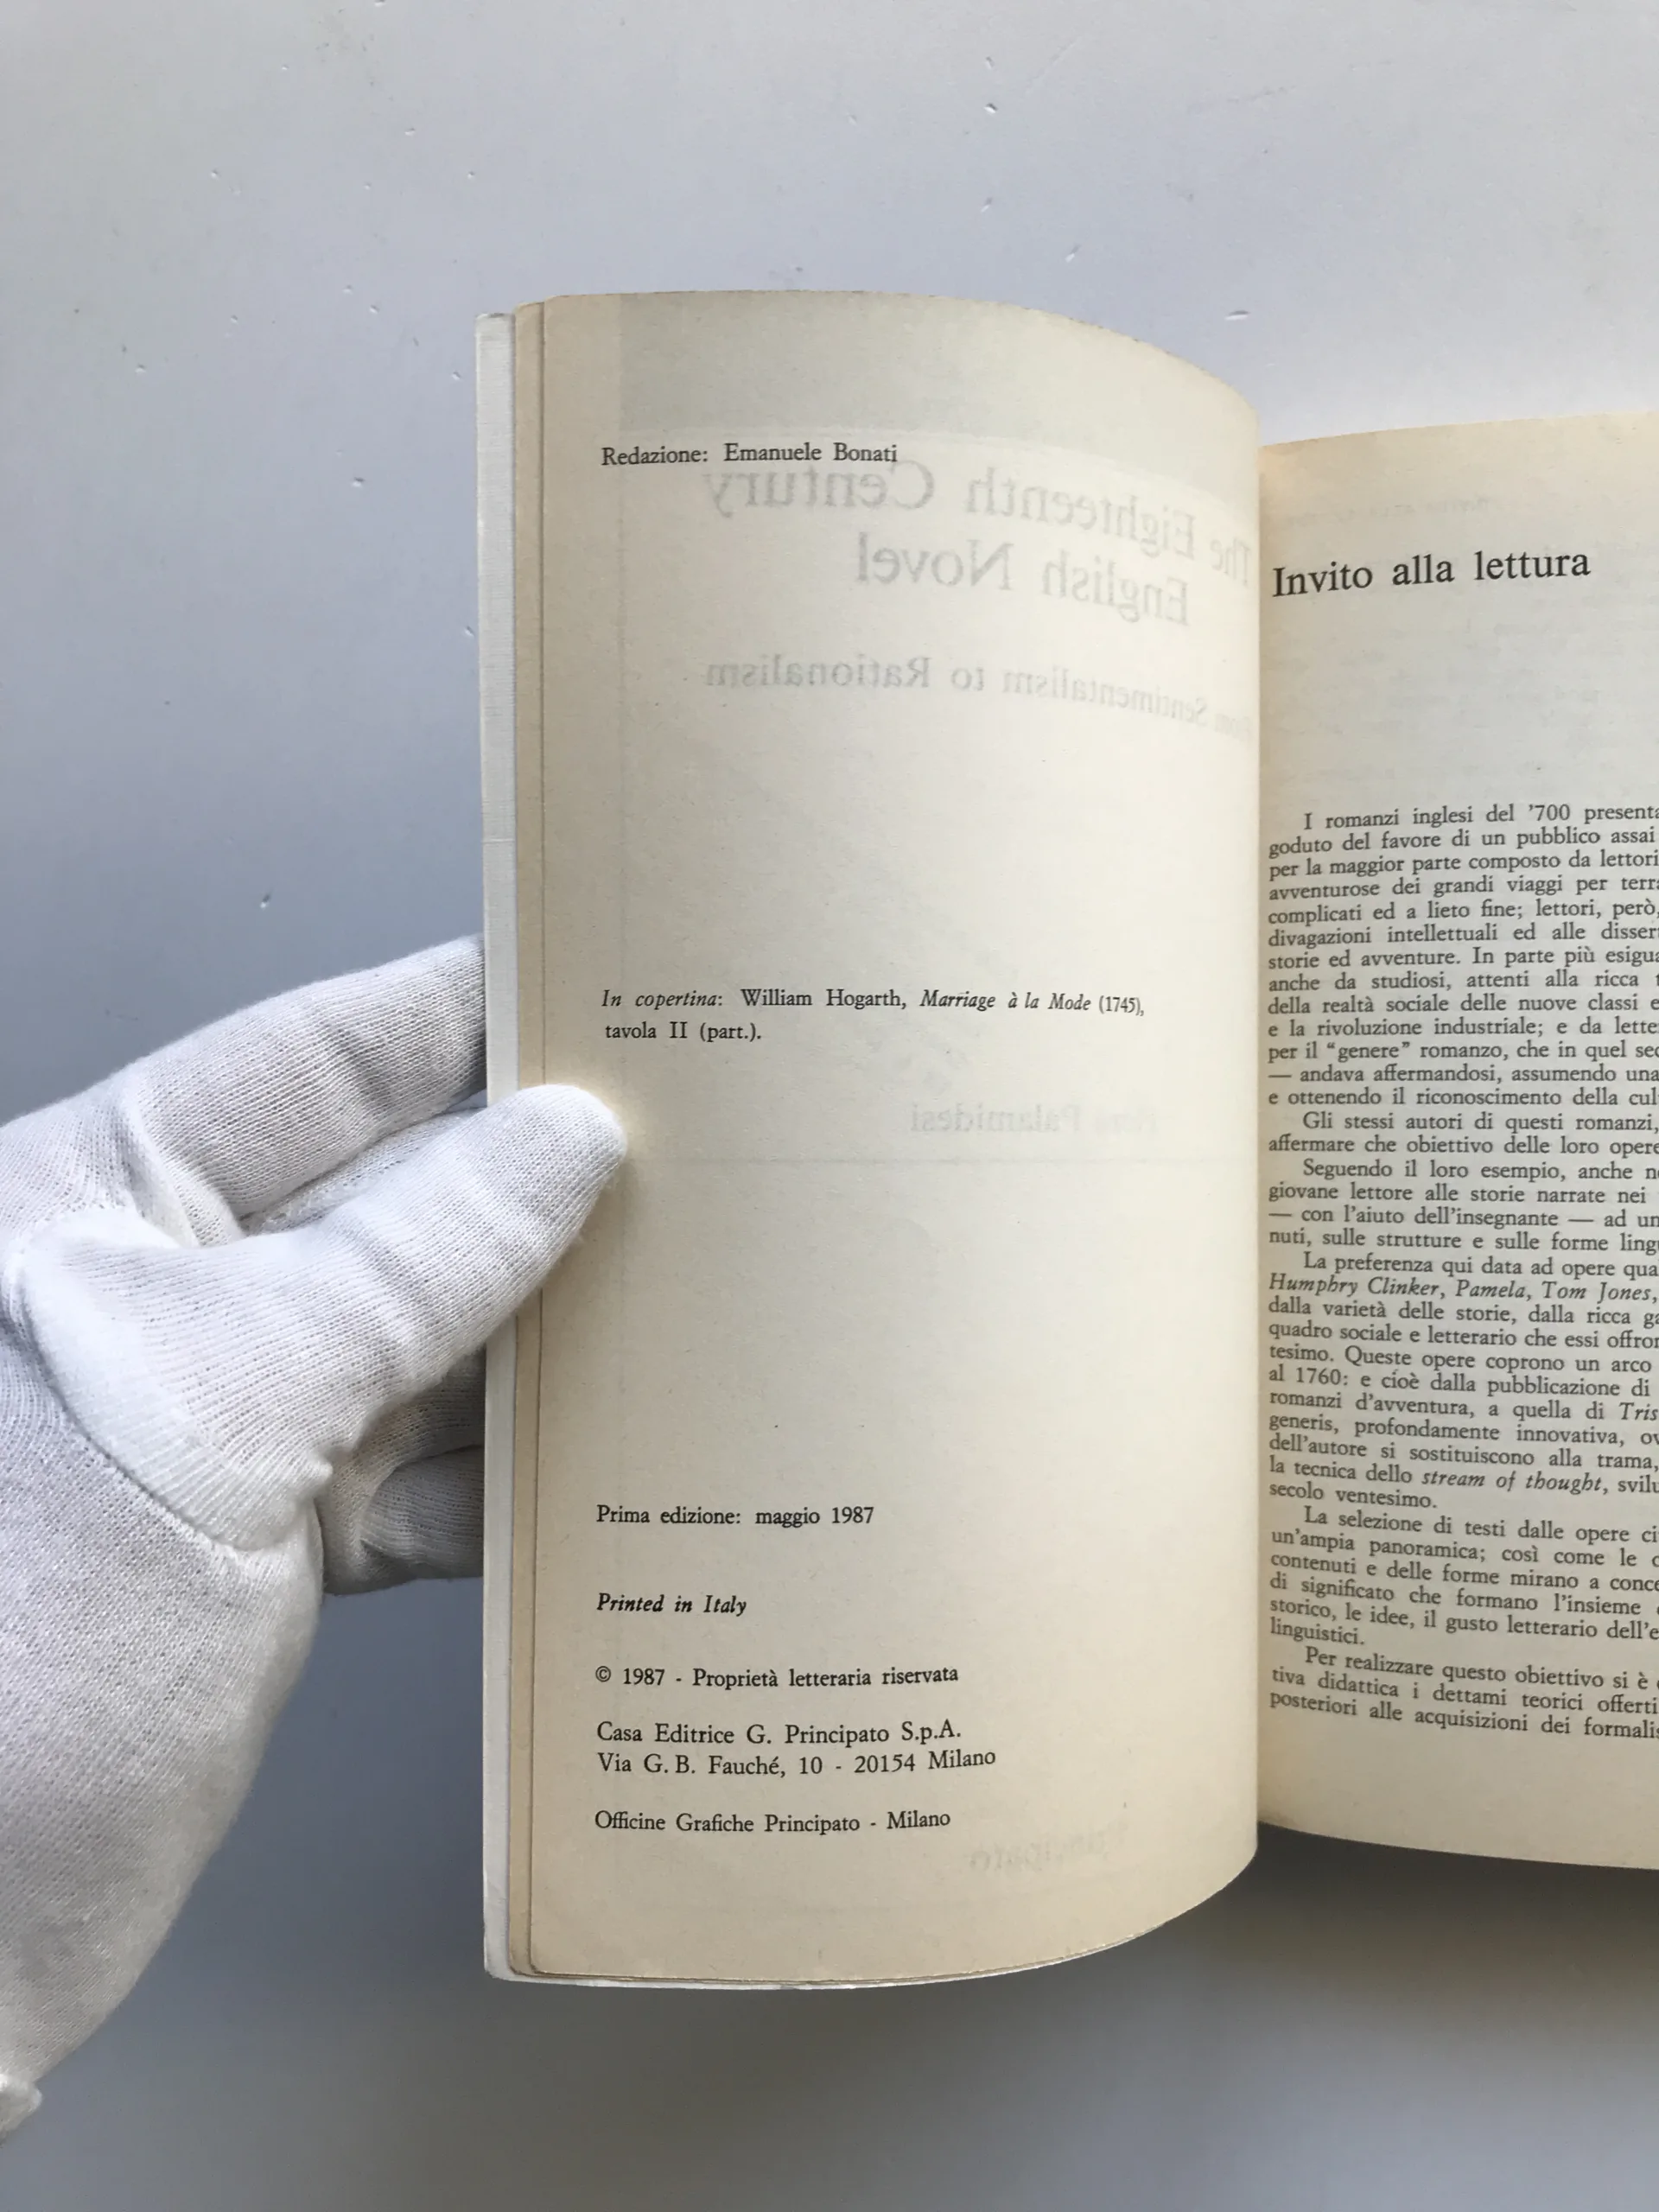 Redazione: Emanuele Bonati
The Eighteenth Century
English Novel
Sentimentalism to Rationalism
In copertina: William Hogarth, Marriage à la Mode (1745),
tavola II (part.).
Palamidesi
Prima edizione: maggio 1987
Printed in Italy
© 1987 - Proprietà letteraria riservata
Casa Editrice G. Principato S.p.A.
Via G. B. Fauché, 10 - 20154 Milano
Officine Grafiche Principato - Milano
Principato
Invito alla lettura
I romanzi inglesi del '700
goduto del favore di un pubblico assai
per la maggior parte composto da lettori
avventurose dei grandi viaggi per
complicati ed a lieto fine; lettori, però,
divagazioni intellettuali ed alle
storie ed avventure. In parte più
anche da studiosi, attenti alla ricca
della realtà sociale delle nuove classi
e la rivoluzione industriale; e da
per il “genere” romanzo, che in quel
— andava affermandosi, assumendo una
e ottenendo il riconoscimento della
Gli stessi autori di questi romanzi,
affermare che obiettivo delle loro
Seguendo il loro esempio, anche
giovane lettore alle storie narrate nei
— con l'aiuto dell'insegnante — ad
nuti, sulle strutture e sulle forme
La preferenza qui data ad opere
Humphry Clinker, Pamela, Tom Jones,
dalla varietà delle storie, dalla ricca
quadro sociale e letterario che essi
tesimo. Queste opere coprono un arco
al 1760: e cioè dalla pubblicazione di
romanzi d'avventura, a quella di
generis, profondamente innovativa,
dell'autore si sostituiscono alla trama,
la tecnica dello stream of thought,
secolo ventesimo.
La selezione di testi dalle opere
un'ampia panoramica; così come le
contenuti e delle forme mirano a
di significato che formano l'insieme
storico, le idee, il gusto letterario
linguistici.
Per realizzare questo obiettivo si è
tiva didattica i dettami teorici offerti
posteriori alle acquisizioni dei